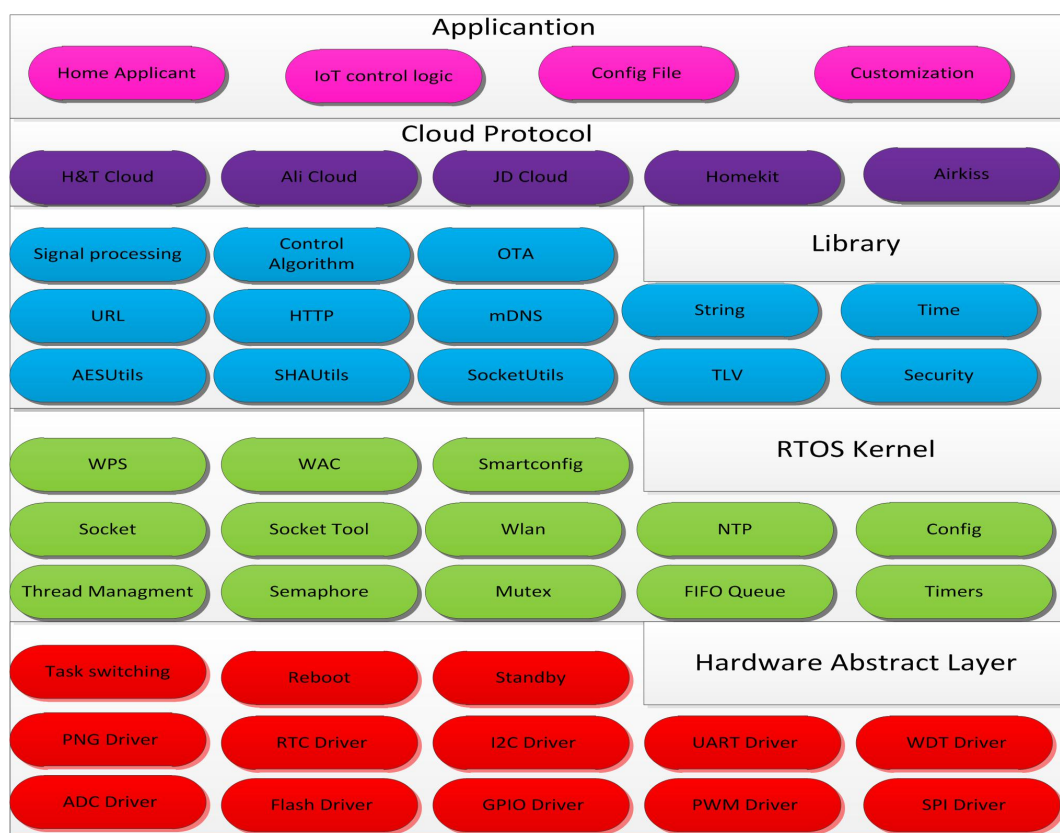 Applicantion
Home Applicant
IoT control logic
Config File
Customization
Cloud Protocol
H&T Cloud
Ali Cloud
JD Cloud
Homekit
Airkiss
Library
Signal processing
Control
Algorithm
OTA
URL
HTTP
mDNS
String
Time
AESUtils
SHAUtils
SocketUtils
TLV
Security
RTOS Kernel
WPS
WAC
Smartconfig
Socket
Socket Tool
Wlan
NTP
Config
Thread Managment
Semaphore
Mutex
FIFO Queue
Timers
Hardware Abstract Layer
Task switching
Reboot
Standby
PNG Driver
RTC Driver
I2C Driver
UART Driver
WDT Driver
ADC Driver
Flash Driver
GPIO Driver
PWM Driver
SPI Driver